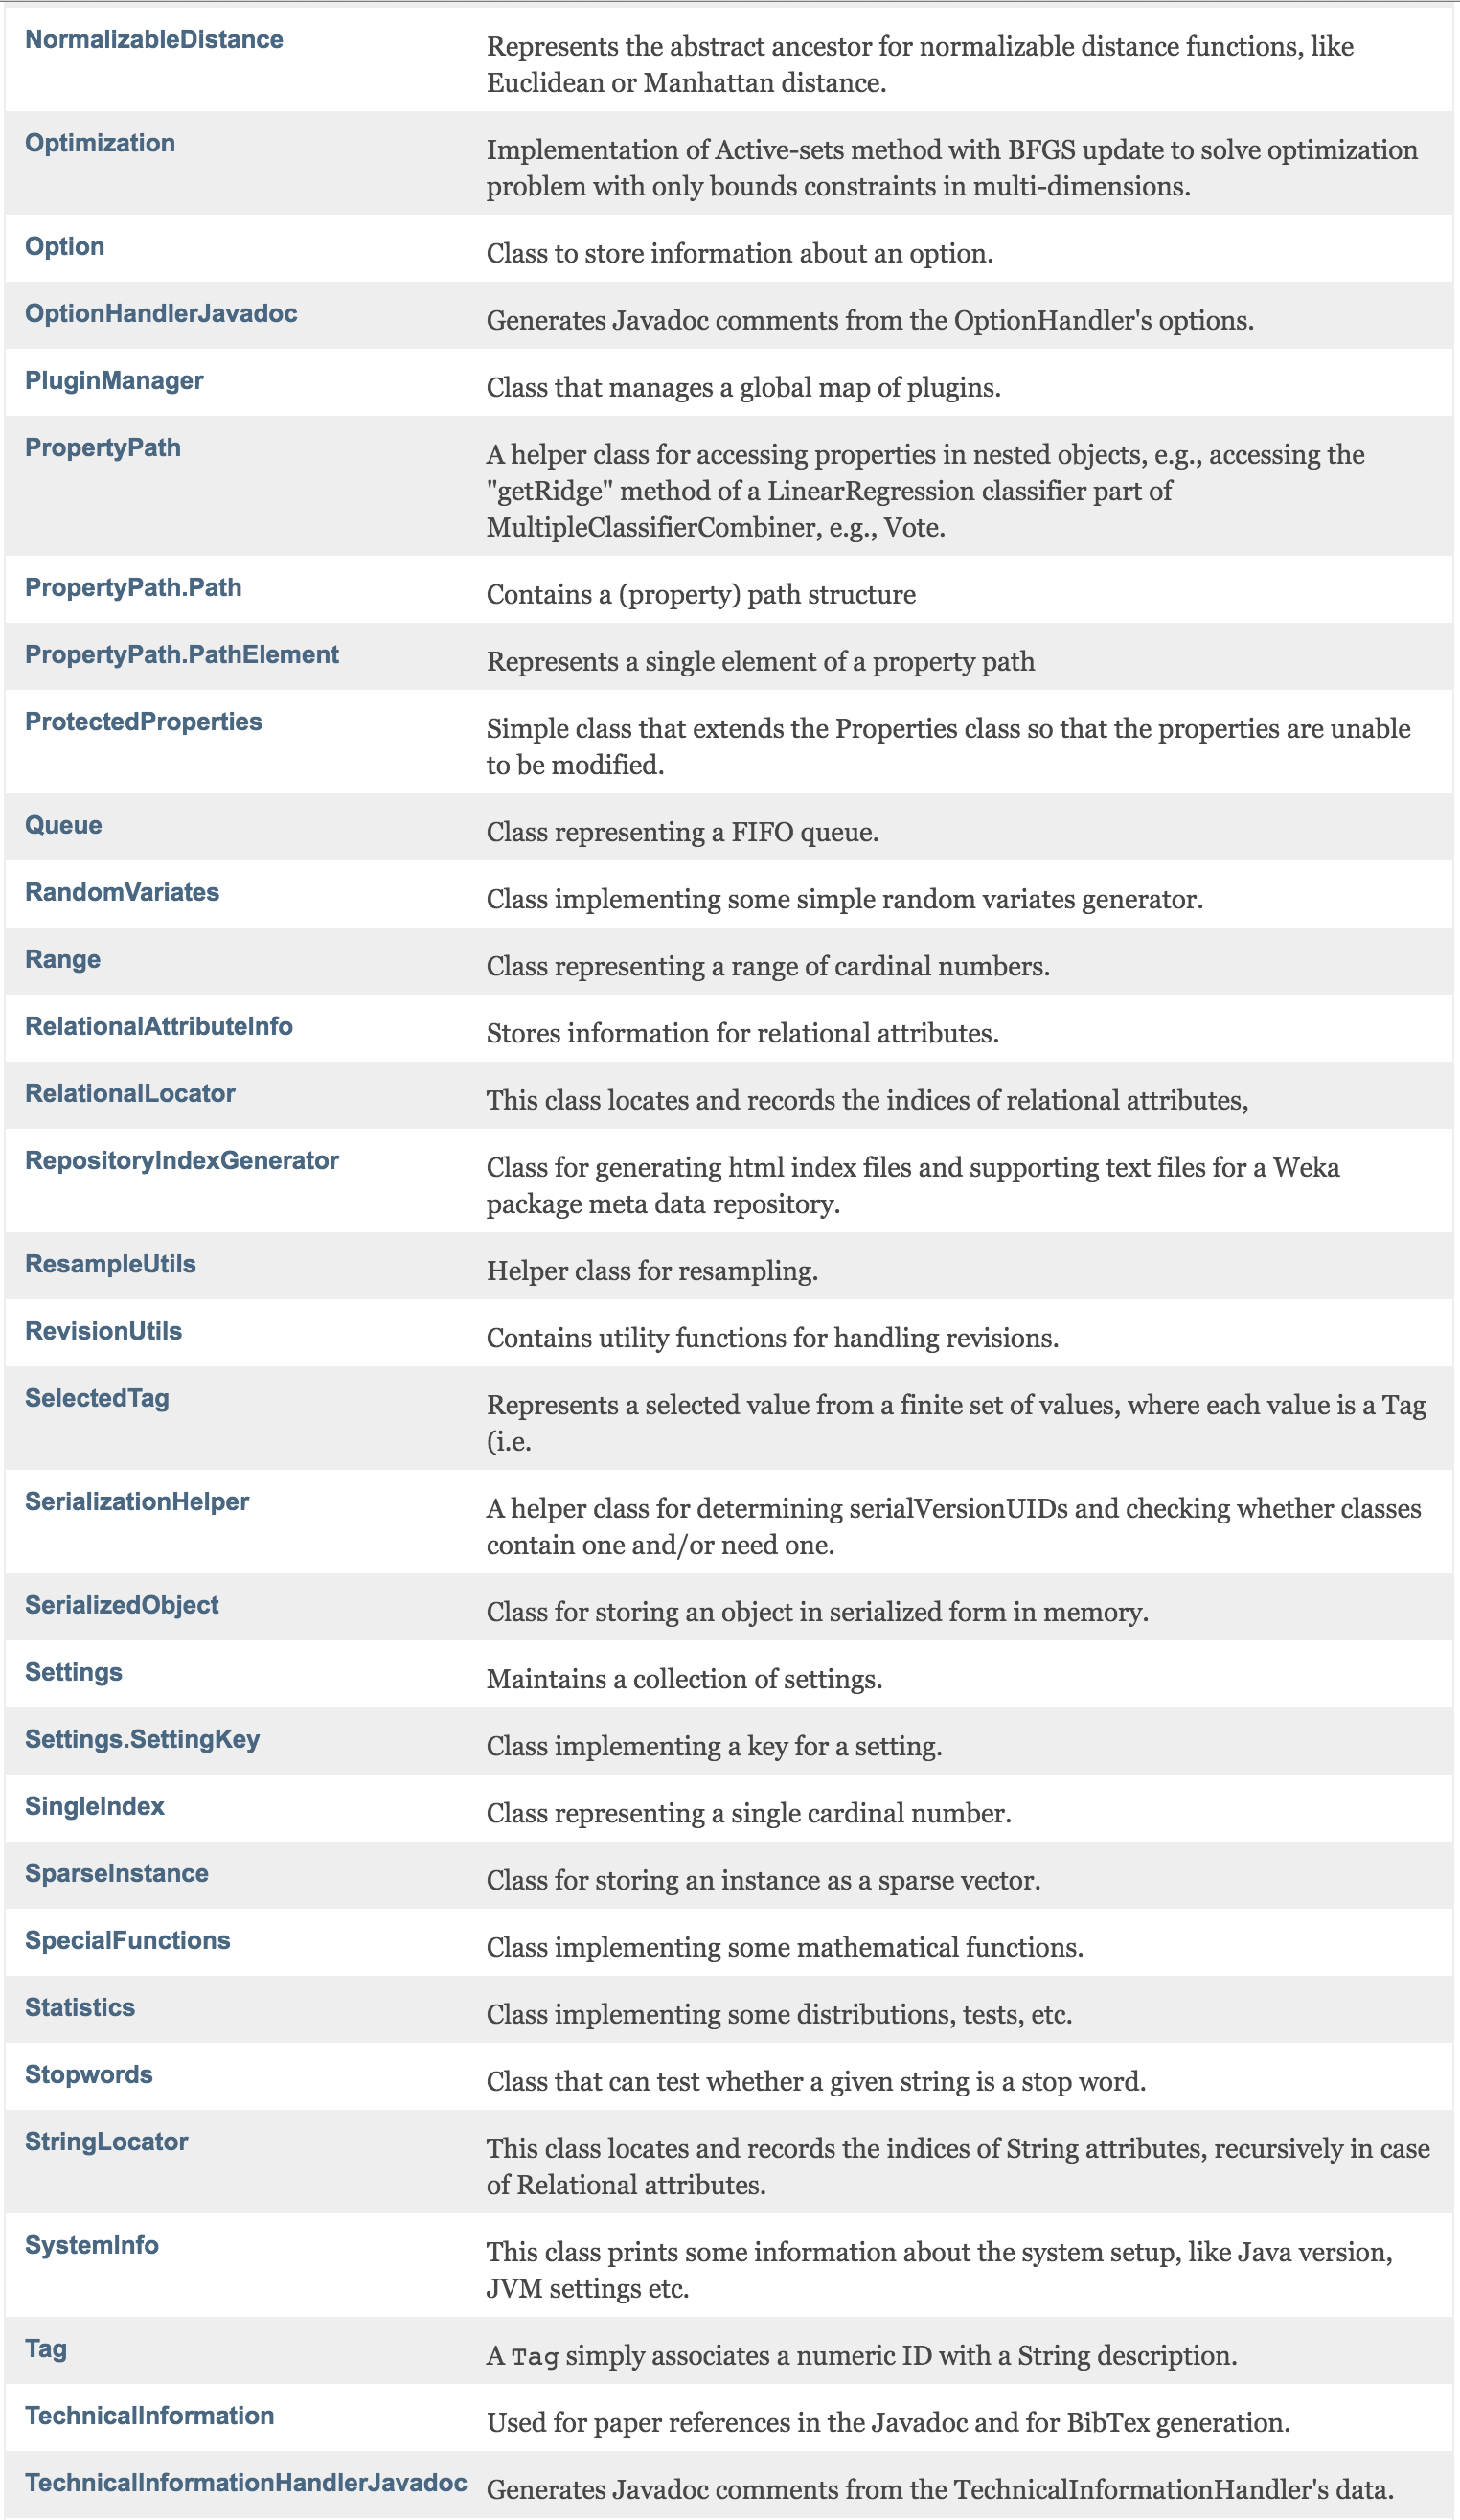 NormalizableDistance
Represents the abstract ancestor for normalizable distance functions, like
Euclidean or Manhattan distance.
Optimization
Implementation of Active-sets method with BFGS update to solve optimization
problem with only bounds constraints in multi-dimensions.
Option
Class to store information about an option.
OptionHandlerJavadoc
Generates Javadoc comments from the OptionHandler's options.
PluginManager
Class that manages a global map of plugins.
PropertyPath
A helper class for accessing properties in nested objects, e.g., accessing the
"getRidge" method of a LinearRegression classifier part of
MultipleClassifierCombiner, e.g., Vote.
PropertyPath.Path
Contains a (property) path structure
PropertyPath.PathElement
Represents a single element of a property path
ProtectedProperties
Simple class that extends the Properties class so that the properties are unable
to be modified.
Queue
Class representing a FIFO queue.
RandomVariates
Class implementing some simple random variates generator.
Range
Class representing a range of cardinal numbers.
RelationalAttributeInfo
Stores information for relational attributes.
RelationalLocator
This class locates and records the indices of relational attributes,
RepositoryIndexGenerator
Class for generating html index files and supporting text files for a Weka
package meta data repository.
ResampleUtils
Helper class for resampling.
RevisionUtils
Contains utility functions for handling revisions.
SelectedTag
Represents a selected value from a finite set of values, where each value is a Tag
(i.e.
SerializationHelper
A helper class for determining serialVersionUIDs and checking whether classes
contain one and/or need one.
SerializedObject
Class for storing an object in serialized form in memory.
Settings
Maintains a collection of settings.
Settings.SettingKey
Class implementing a key for a setting.
SingleIndex
Class representing a single cardinal number.
SparseInstance
Class for storing an instance as a sparse vector.
SpecialFunctions
Class implementing some mathematical functions.
Statistics
Class implementing some distributions, tests, etc.
Stopwords
Class that can test whether a given string is a stop word.
StringLocator
This class locates and records the indices of String attributes, recursively in case
of Relational attributes.
SystemInfo
This class prints some information about the system setup, like Java version,
JVM settings etc.
Tag
A Tag simply associates a numeric ID with a String description.
TechnicalInformation
Used for paper references in the Javadoc and for BibTex generation.
TechnicalInformationHandlerJavadoc
Generates Javadoc comments from the TechnicalInformationHandler's data.